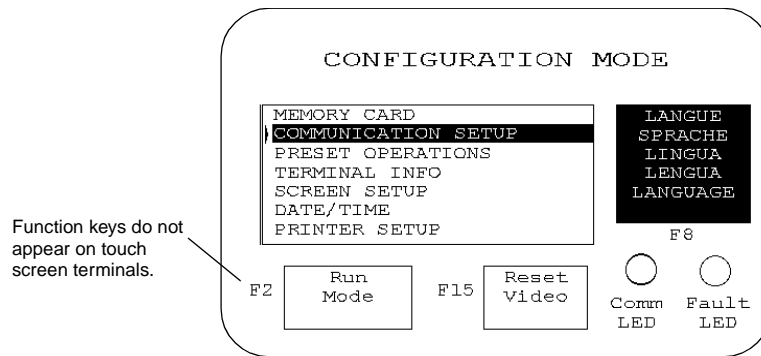 CONFIGURATION MODE
MEMORY CARD
COMMUNICATION SETUP
PRESET OPERATIONS
TERMINAL INFO
SCREEN SETUP
DATE/TIME
PRINTER SETUP
LANGUE
SPRACHE
LINGUA
LENGUA
LANGUAGE
F8
Function keys do not
appear on touch
screen terminals.
F2
Run
Mode
F15
Reset
Video
Comm
LED
Fault
LED